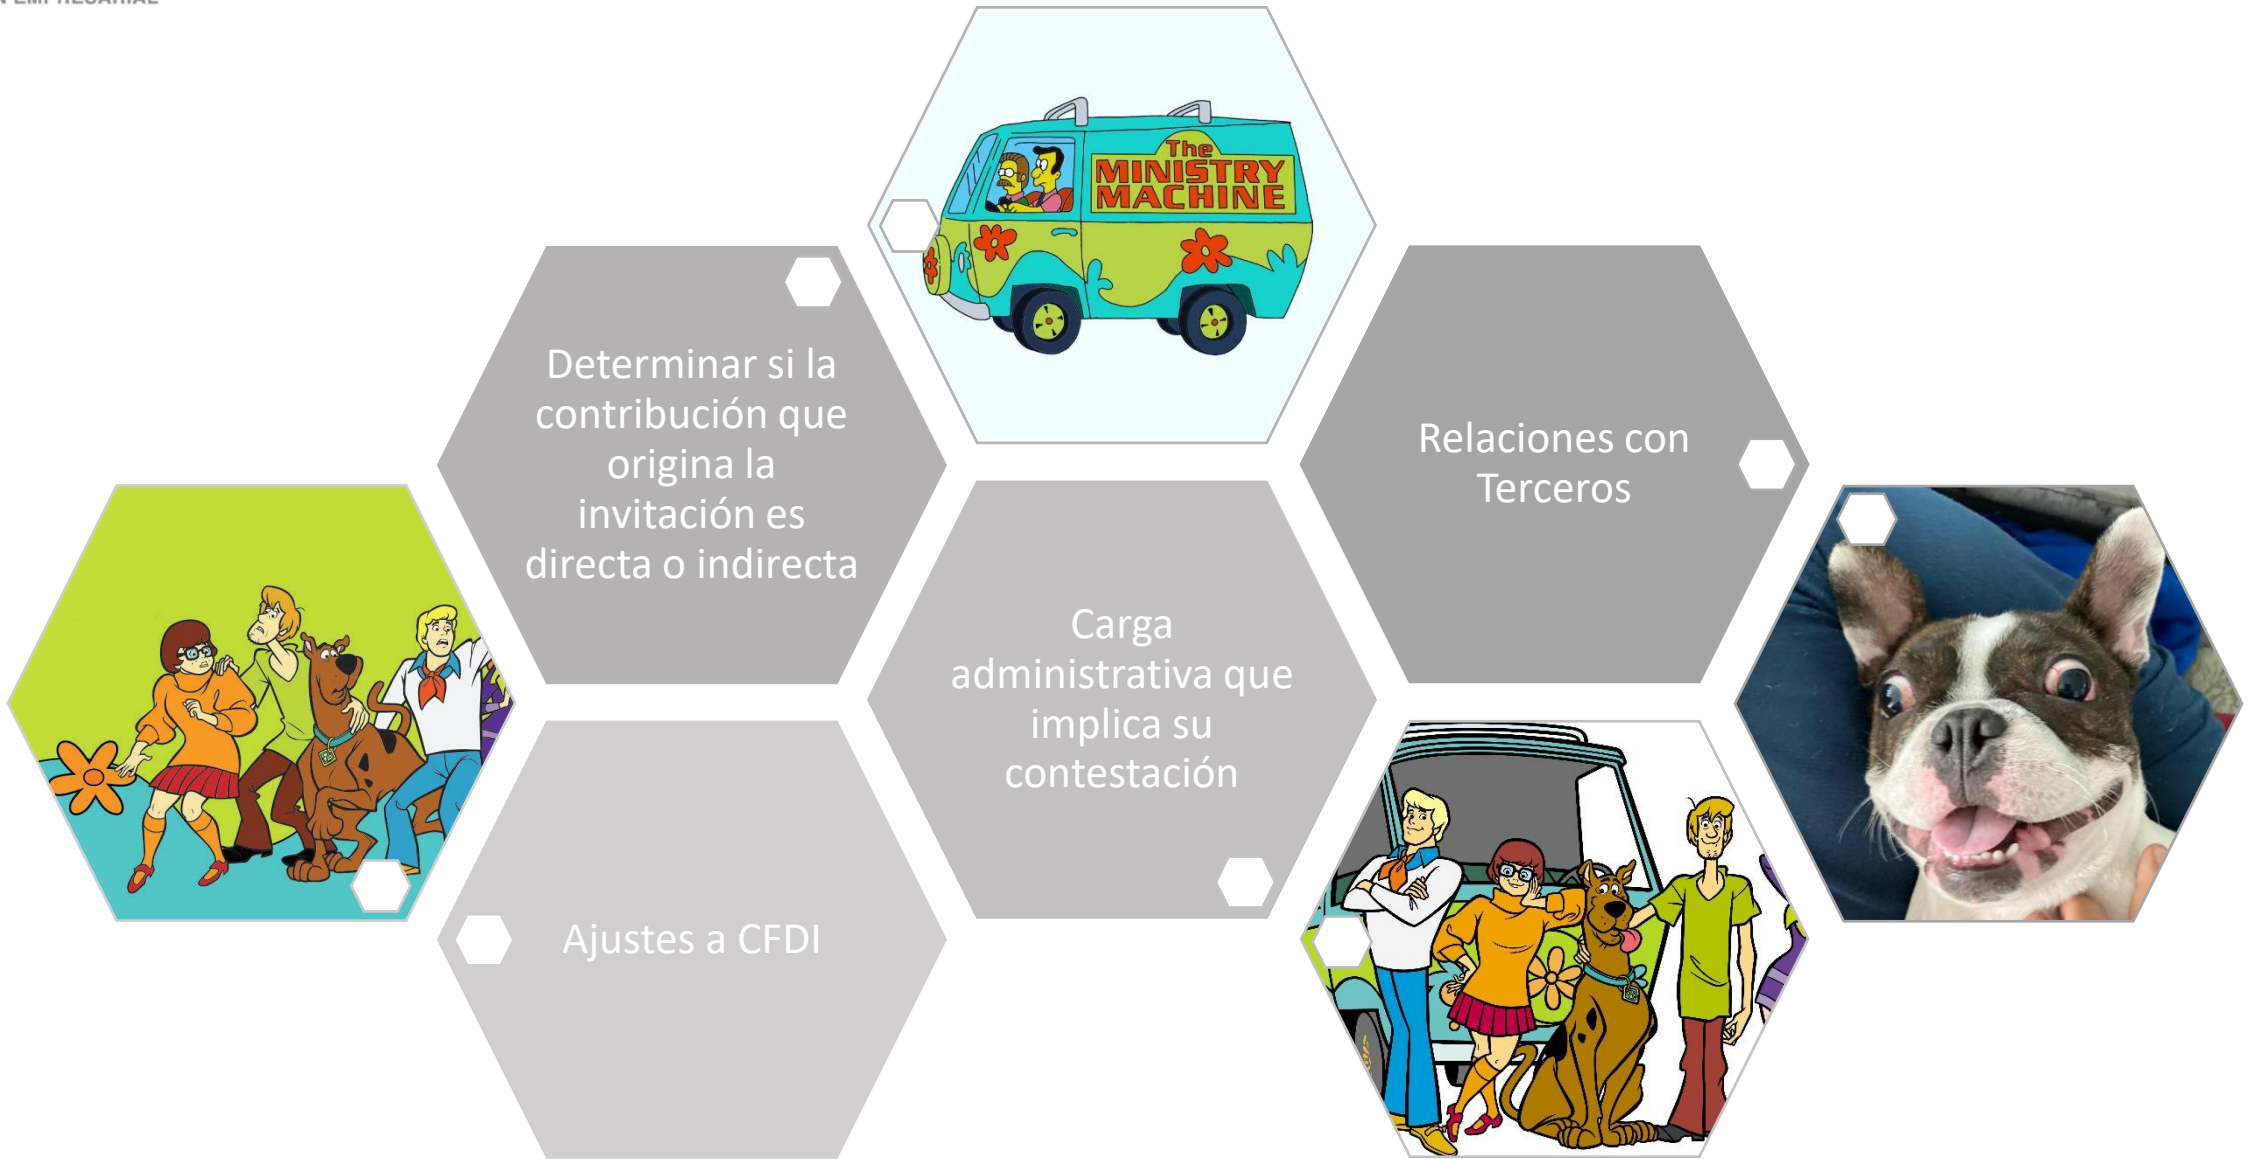 EMPRESARIAL
The
MINISTRY
MACHINE
Determinar si la
contribución que
origina la
invitación es
directa o indirecta
Relaciones con
Terceros
Carga
administrativa que
implica su
contestación
Ajustes a CFDI